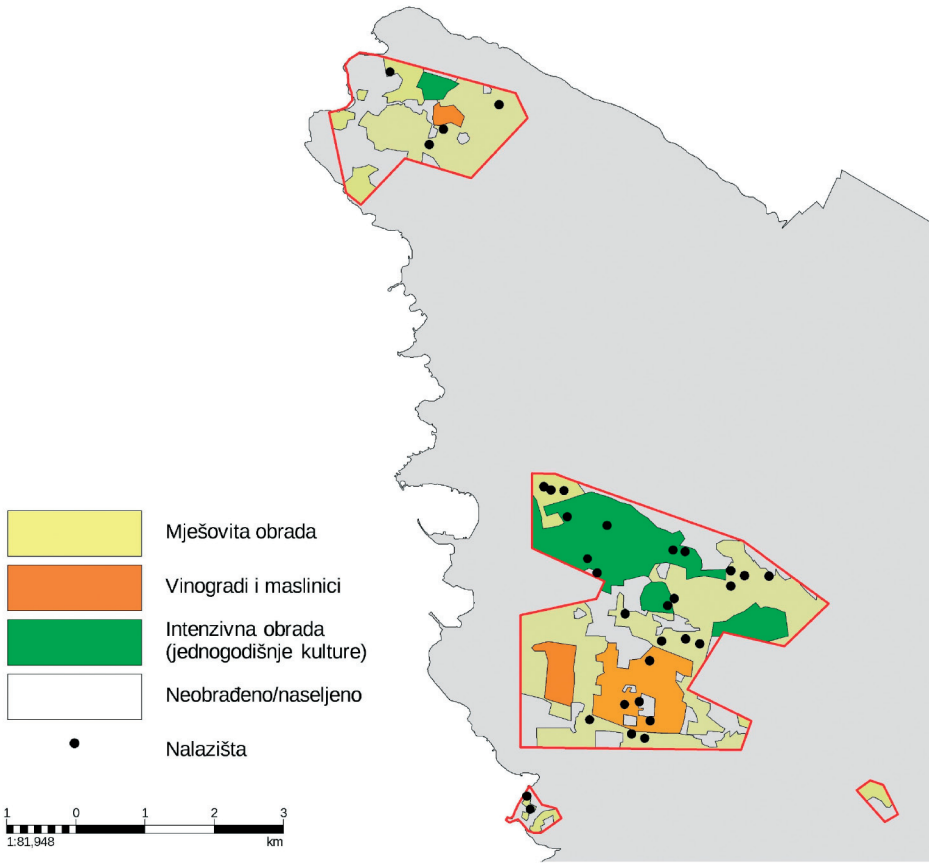 Mješovita obrada
Vinogradi i maslinici
Intenzivna obrada
(jednogodišnje kulture)
Neobrađeno/naseljeno
Nalazišta
1 0 1 2 3
1:81,948 km